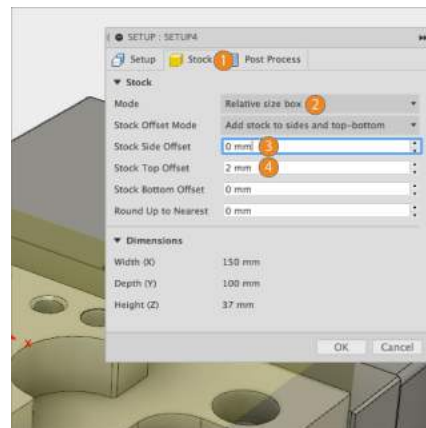 SETUP : SETUP4
Setup Stock 1 Post Process
Stock
Mode Relative size box 2
Stock Offset Mode Add stock to sides and top-bottom
Stock Side Offset 0 mm 3
Stock Top Offset 2 mm 4
Stock Bottom Offset 0 mm
Round Up to Nearest 0 mm
Dimensions
Width (X) 150 mm
Depth (Y) 100 mm
Height (Z) 37 mm
OK Cancel
X